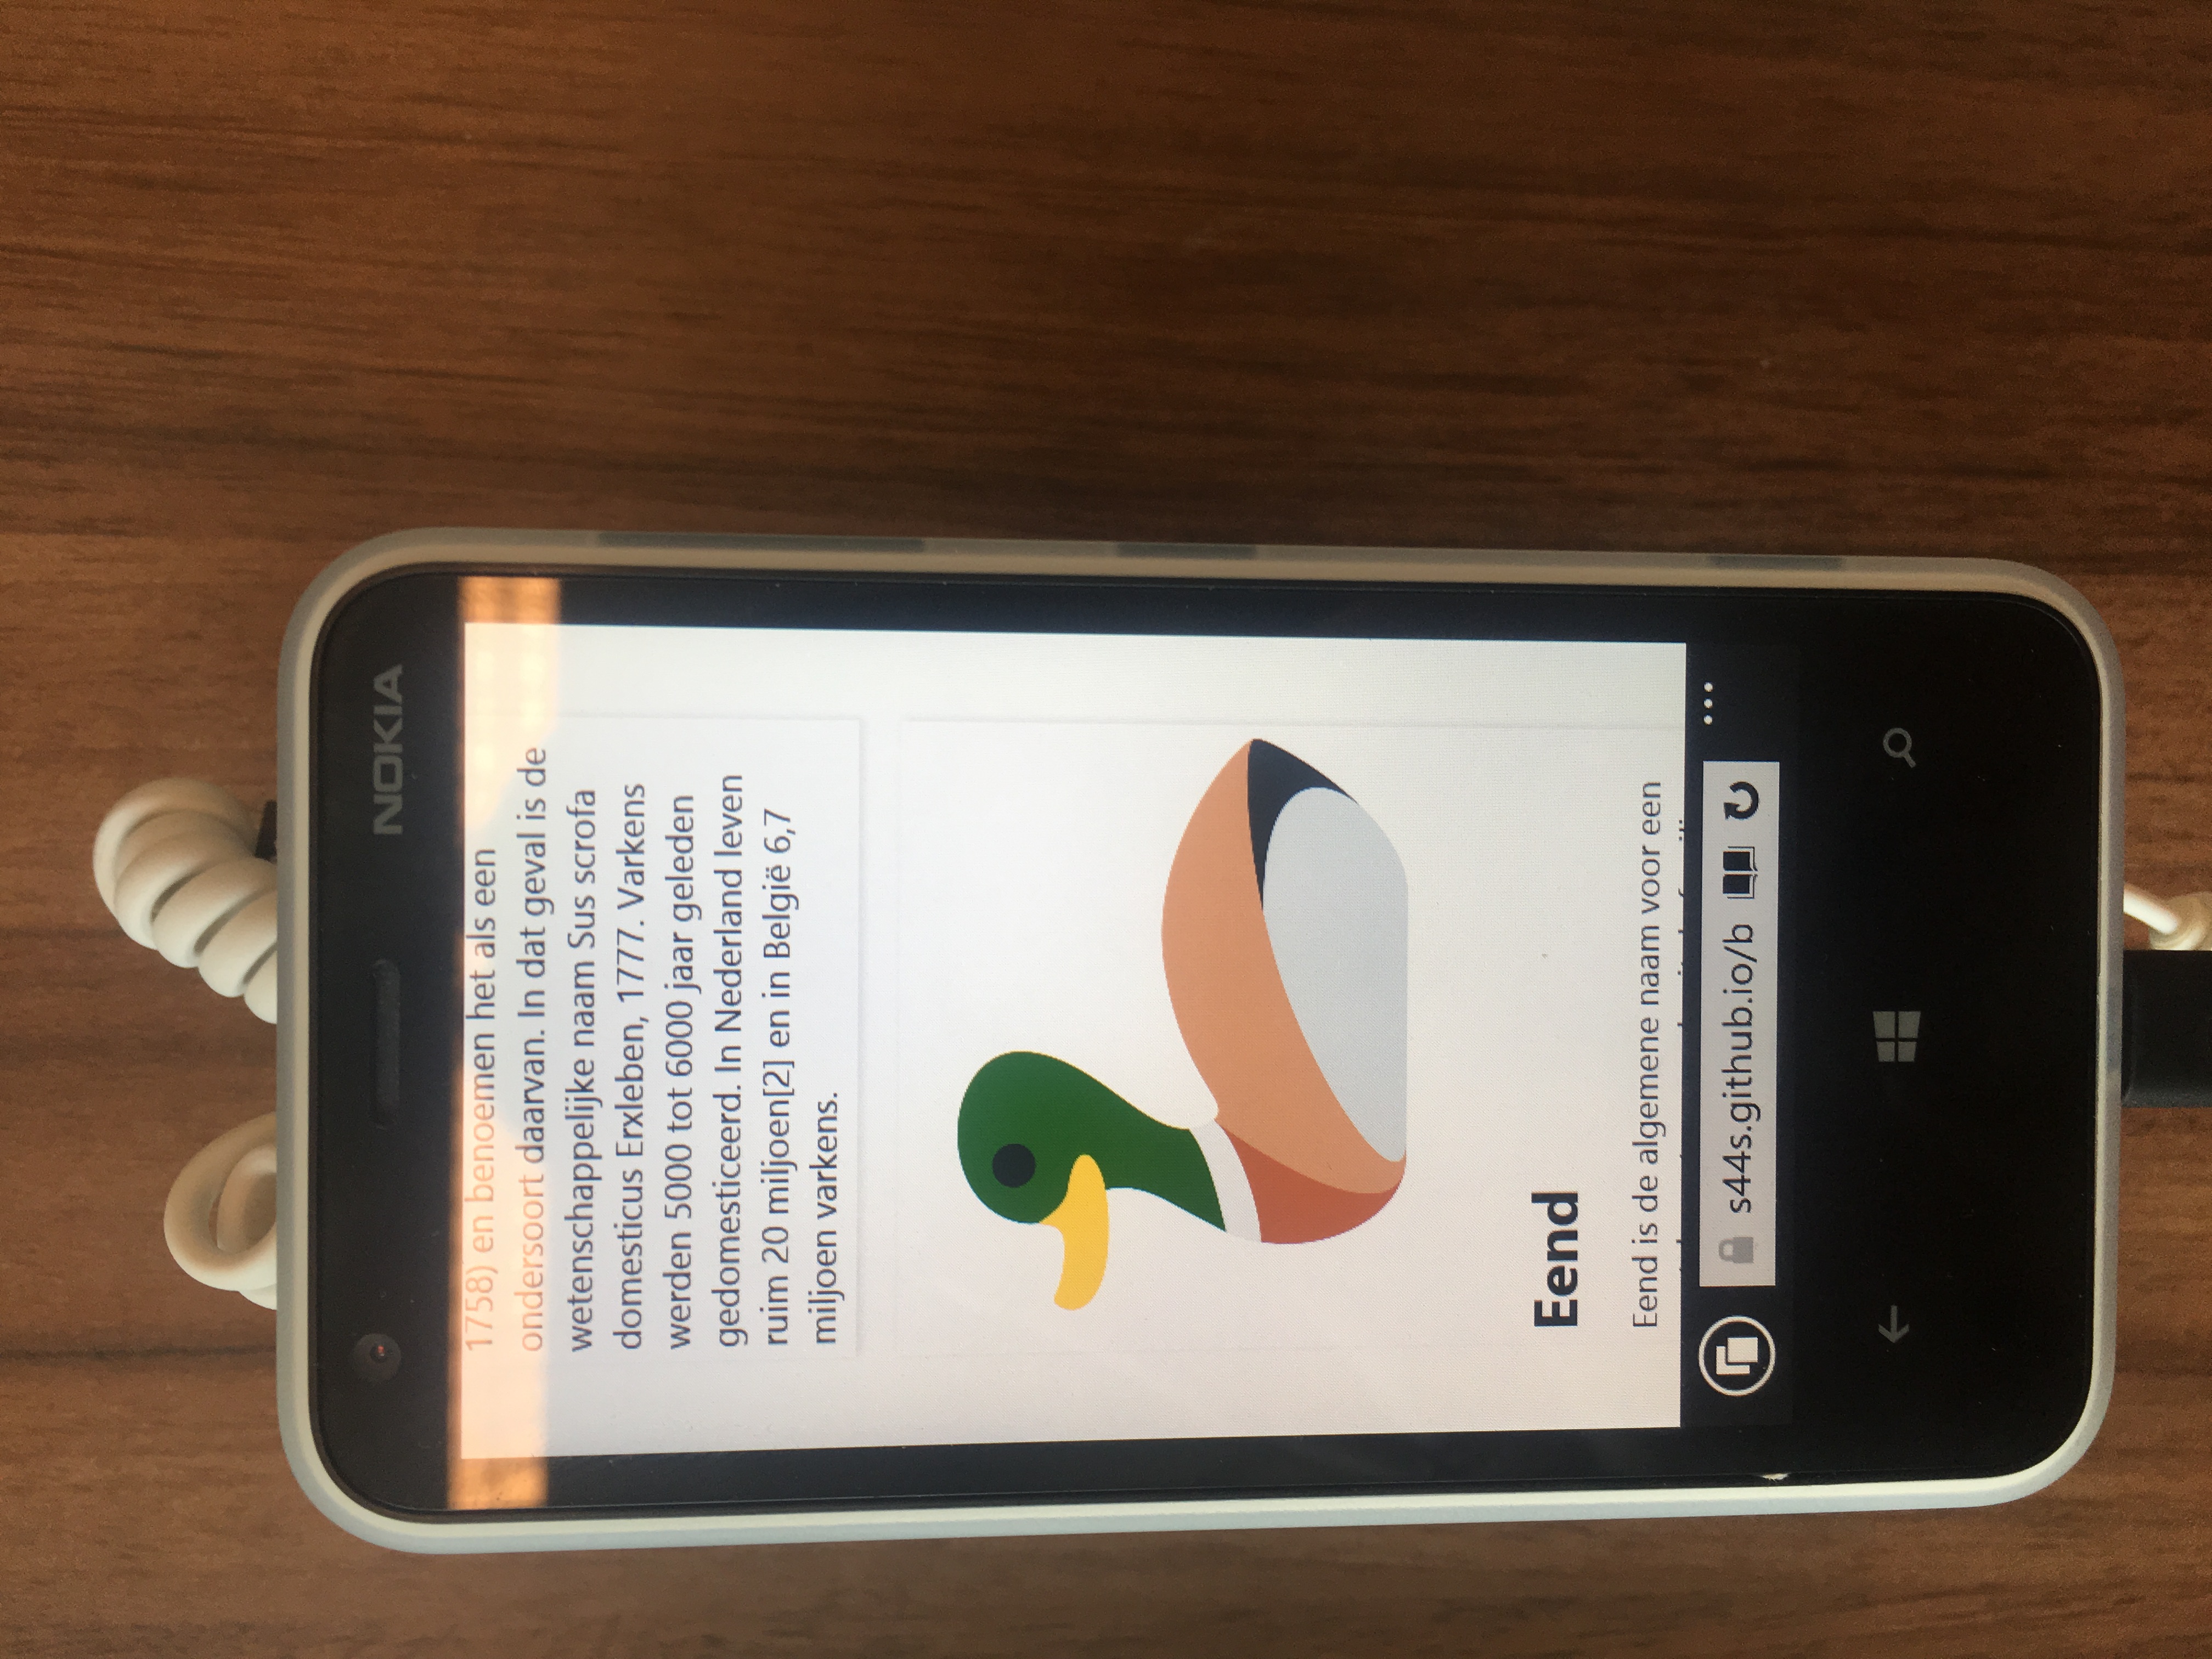 NOKIA
1758) en benoemen het als een
ondersoort daarvan. In dat geval is de
wetenschappelijke naam Sus scrofa
domesticus Erxleben, 1777. Varkens
werden 5000 tot 6000 jaar geleden
gedomesticeerd. In Nederland leven
ruim 20 miljoen[2] en in België 6,7
miljoen varkens.
Eend
Eend is de algemene naam voor een
s44s.github.io/b